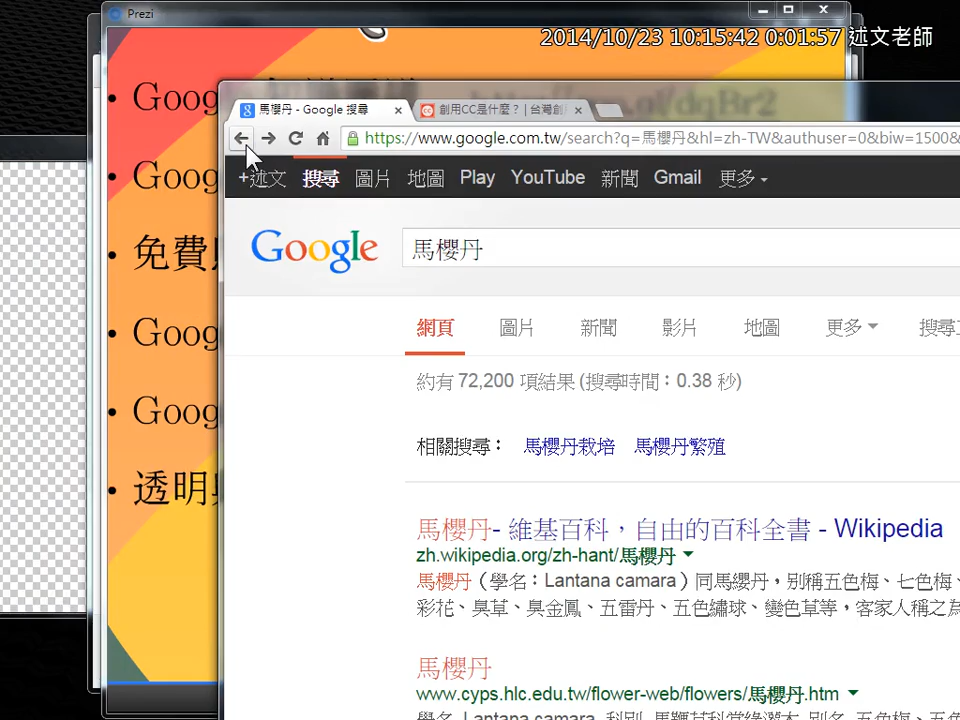 Prezi
2014/10/23 10:15:42 0:01:57 述文老師
• Goog
• Goog
• 免費
• Goog
• Goog
• 透明
馬櫻丹 - Google 搜尋
創用CC是什麼？ | 台灣創
https://www.google.com.tw/search?q=馬櫻丹&hl=zh-TW&authuser=0&biw=1500&
+述文 搜尋 圖片 地圖 Play YouTube 新聞 Gmail 更多
Google 馬櫻丹
網頁 圖片 新聞 影片 地圖 更多 搜尋
約有 72,200 項結果 (搜尋時間：0.38 秒)
相關搜尋： 馬櫻丹栽培 馬櫻丹繁殖
馬櫻丹- 維基百科，自由的百科全書 - Wikipedia
zh.wikipedia.org/zh-hant/馬櫻丹
馬櫻丹（學名：Lantana camara）同馬纓丹，別稱五色梅、七色梅、
彩花、臭草、臭金鳳、五雷丹、五色繡球、變色草等，客家人稱之為
馬櫻丹
www.cyps.hlc.edu.tw/flower-web/flowers/馬櫻丹.htm